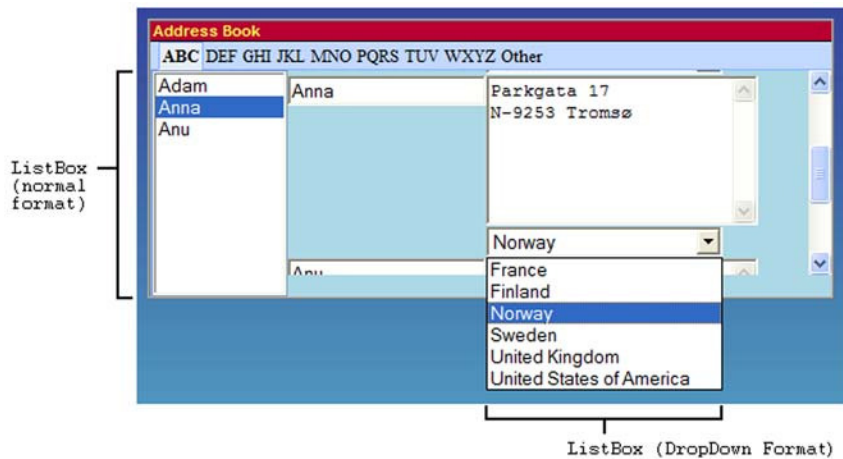 Address Book
ABC DEF GHI JKL MNO PQRS TUV WXYZ Other
Adam
Anna
Anu
Anna
Parkgata 17
N-9253 Tromsø
ListBox
(normal
format)
Norway
Anu
France
Finland
Norway
Sweden
United Kingdom
United States of America
ListBox (DropDown Format)